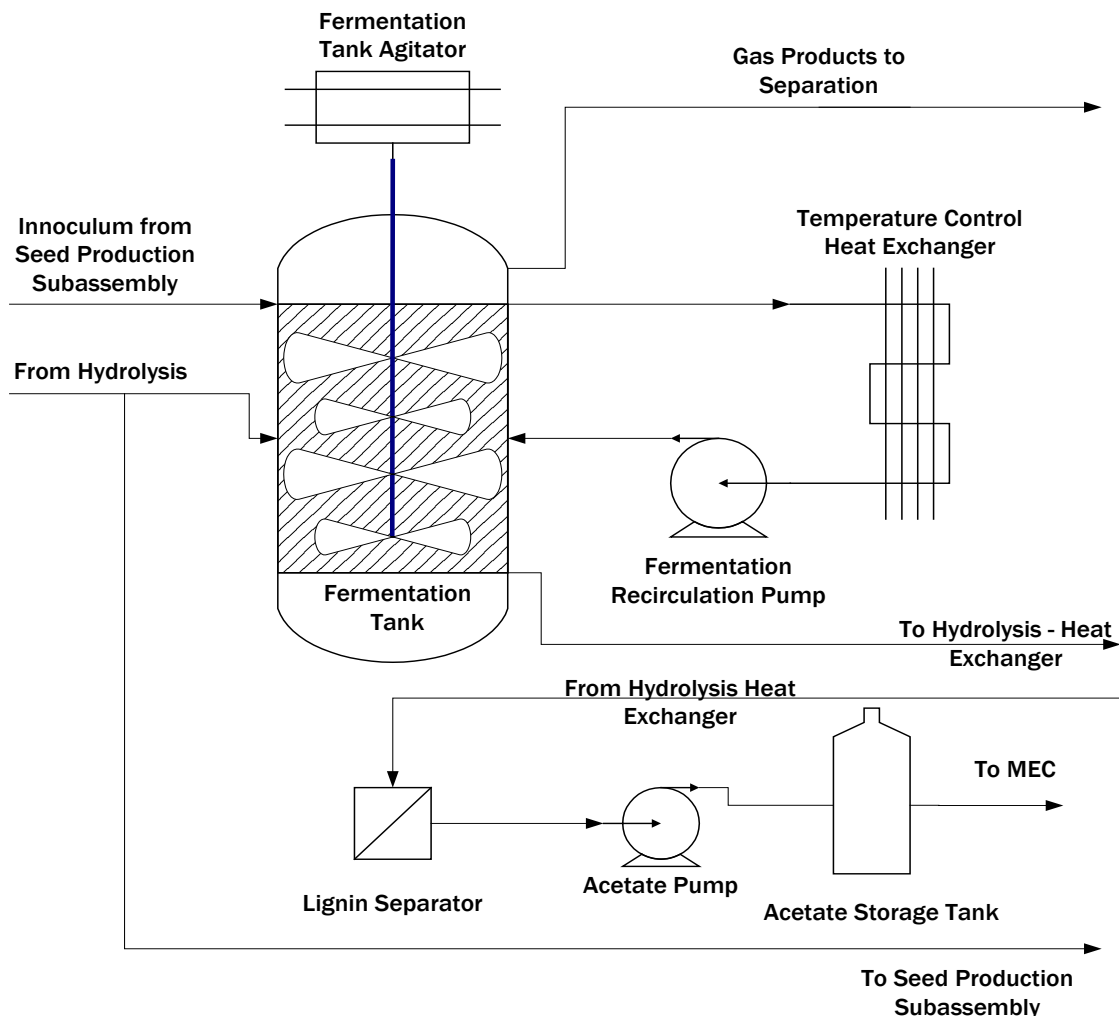 Fermentation
Tank Agitator
Gas Products to
Separation
Innoculum from
Seed Production
Subassembly
Temperature Control
Heat Exchanger
From Hydrolysis
Fermentation
Recirculation Pump
Fermentation
Tank
To Hydrolysis - Heat
Exchanger
From Hydrolysis Heat
Exchanger
To MEC
Lignin Separator
Acetate Pump
Acetate Storage Tank
To Seed Production
Subassembly